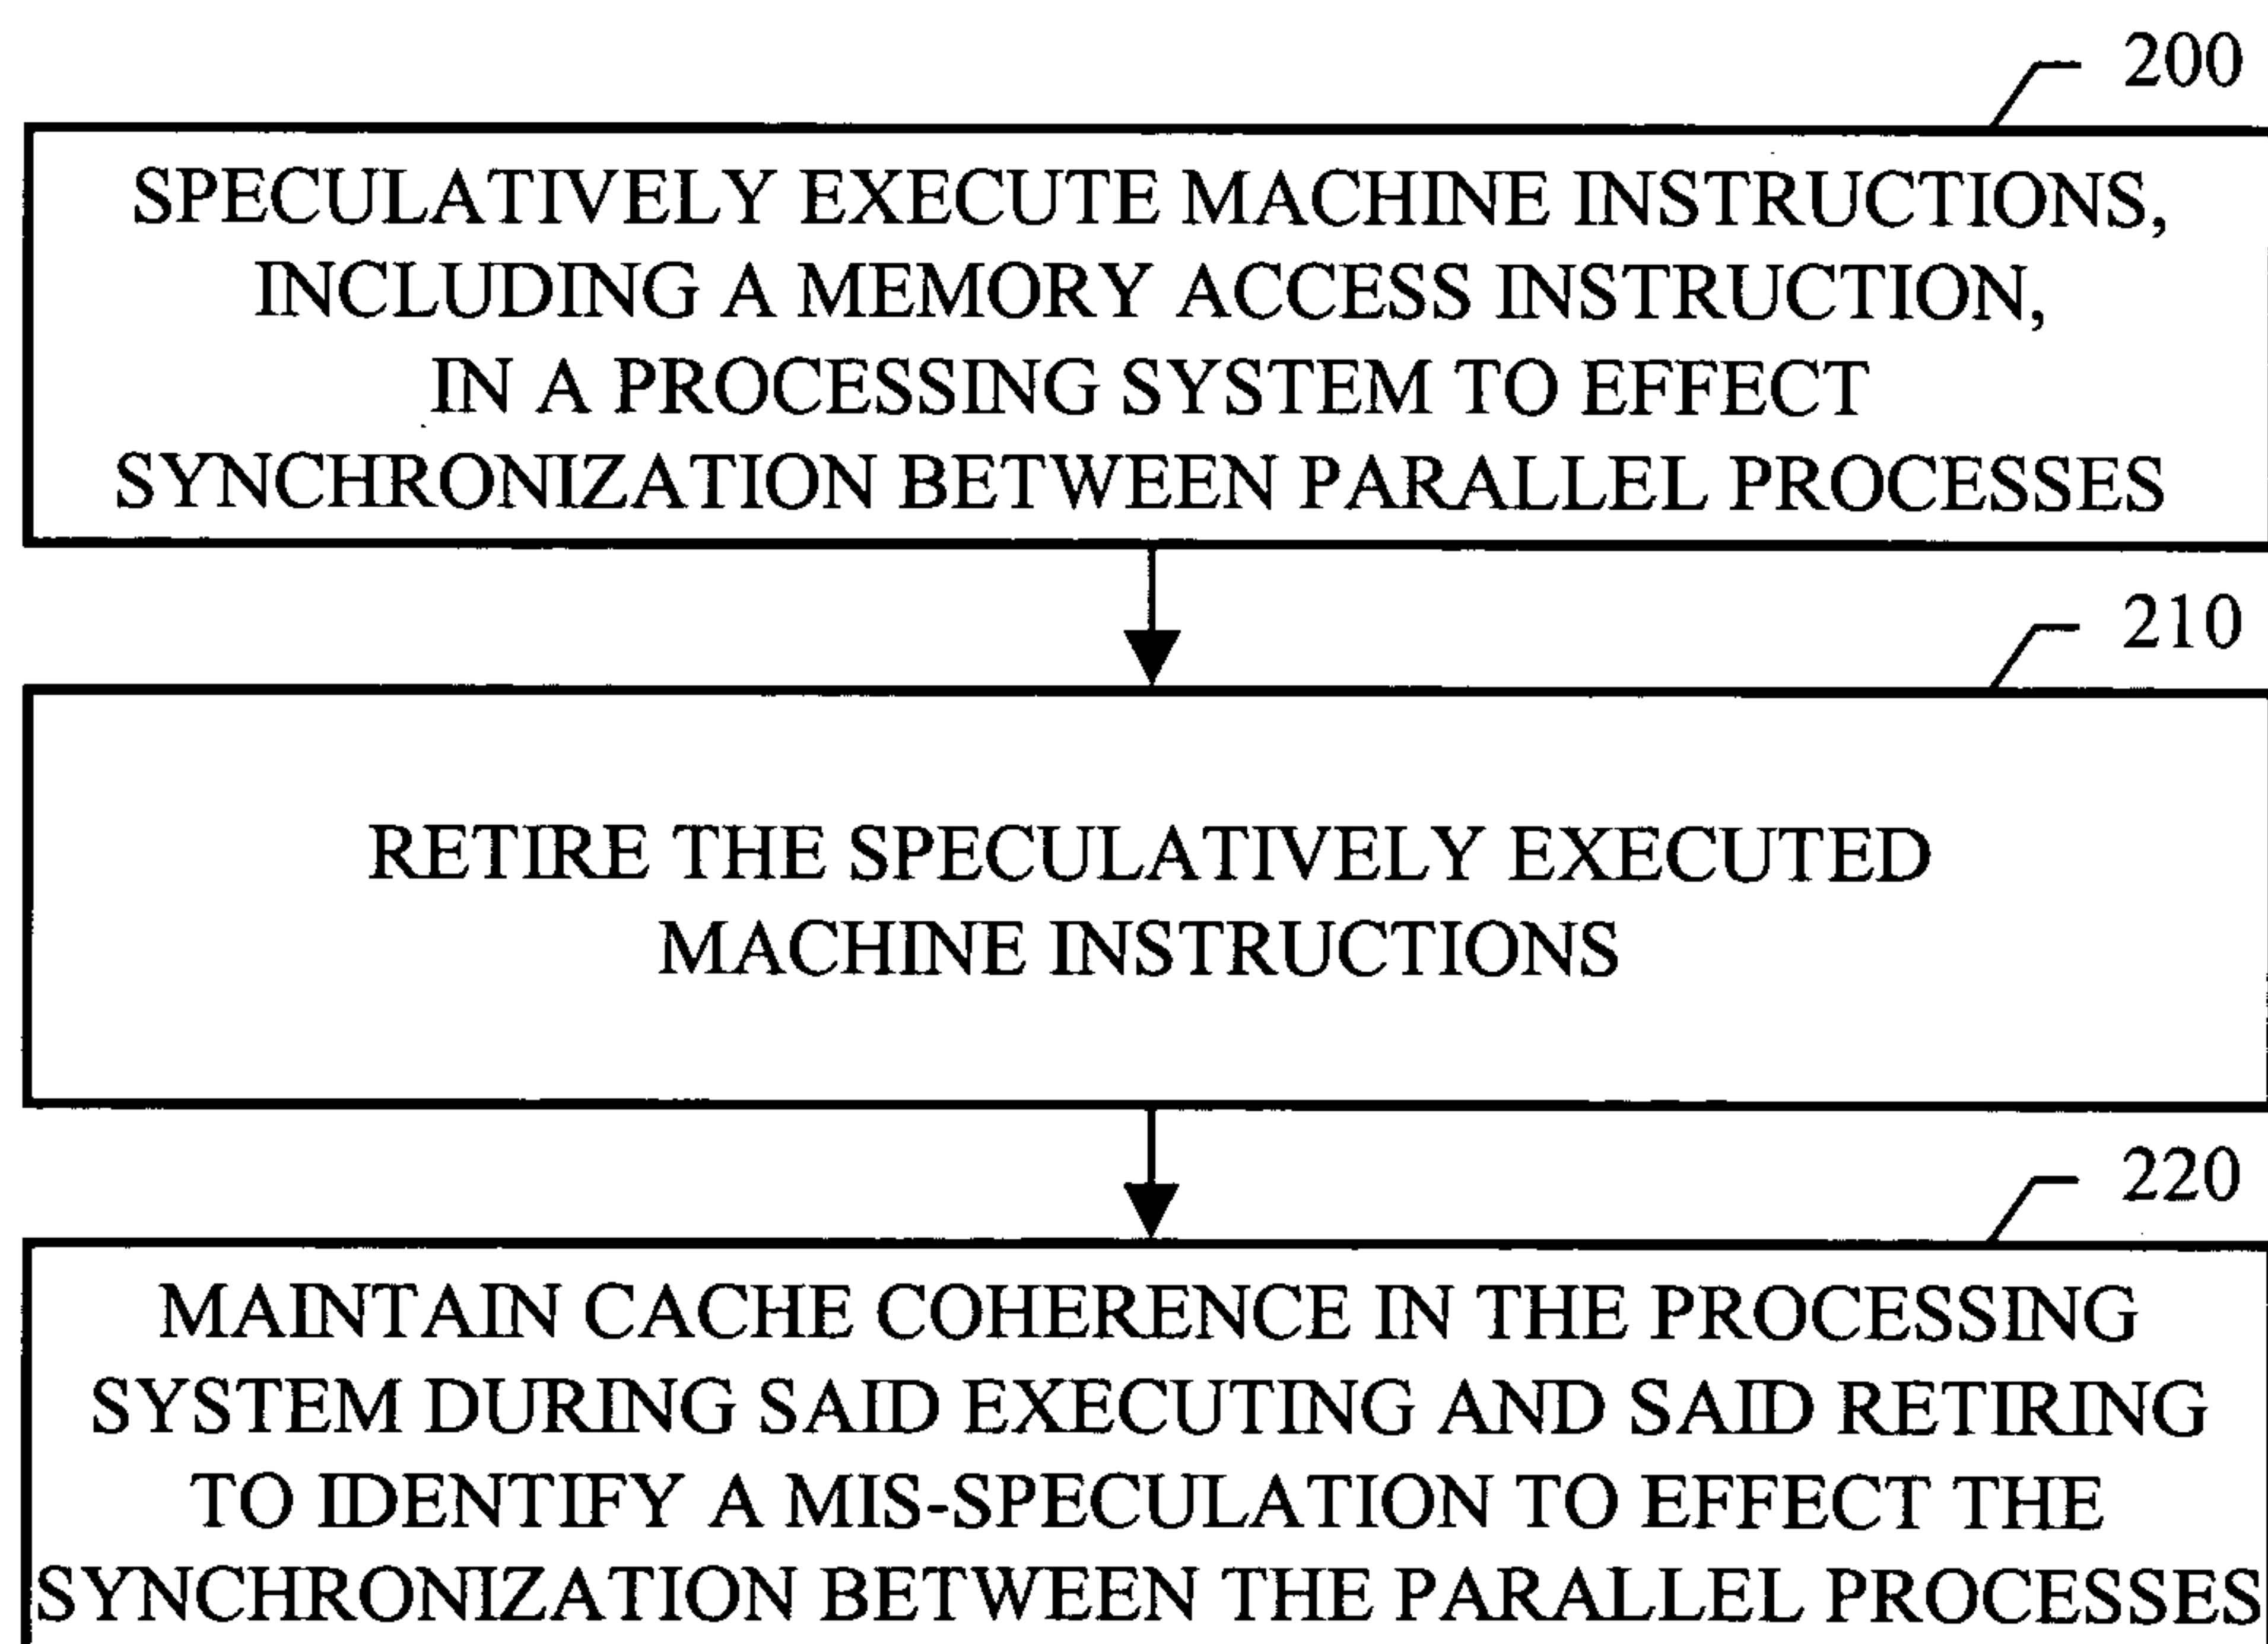 200
SPECULATIVELY EXECUTE MACHINE INSTRUCTIONS,
INCLUDING A MEMORY ACCESS INSTRUCTION,
IN A PROCESSING SYSTEM TO EFFECT
SYNCHRONIZATION BETWEEN PARALLEL PROCESSES
210
RETIRE THE SPECULATIVELY EXECUTED
MACHINE INSTRUCTIONS
220
MAINTAIN CACHE COHERENCE IN THE PROCESSING
SYSTEM DURING SAID EXECUTING AND SAID RETIRING
TO IDENTIFY A MIS-SPECULATION TO EFFECT THE
SYNCHRONIZATION BETWEEN THE PARALLEL PROCESSES